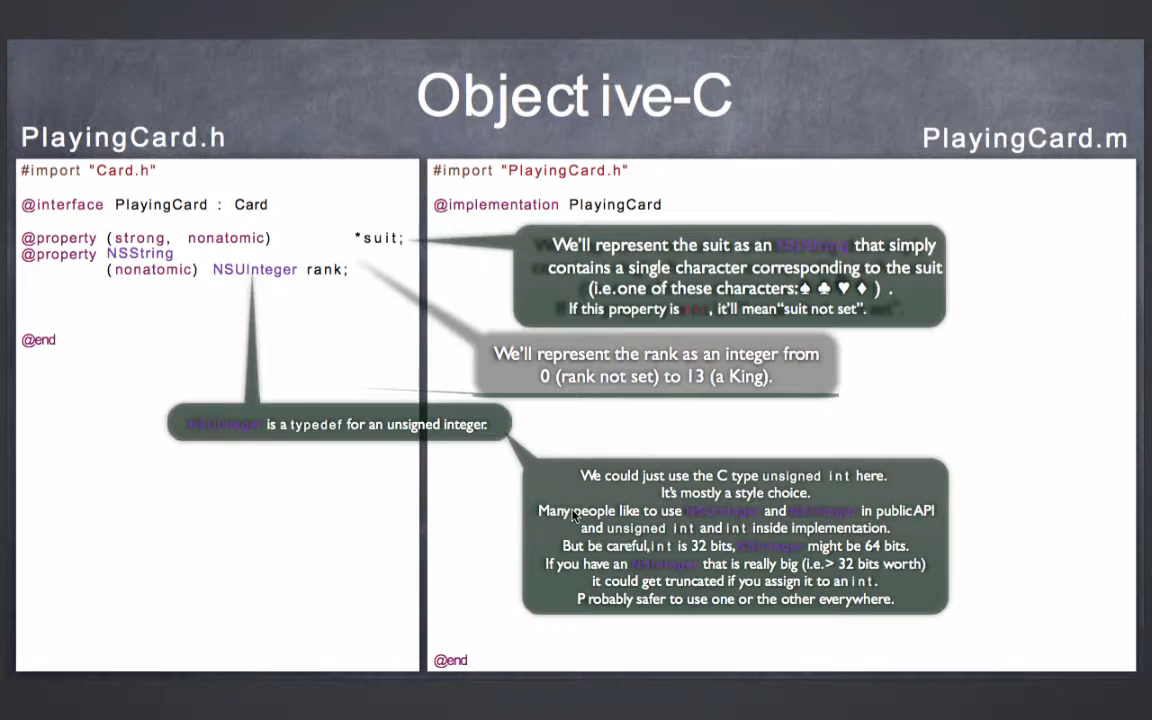 Objective-C
PlayingCard.h
PlayingCard.m
#import "Card.h"
@interface PlayingCard : Card
@property (strong, nonatomic) *suit;
@property NSString
(nonatomic) NSUInteger rank;
@end
#import "PlayingCard.h"
@implementation PlayingCard
We'll represent the suit as an NSString that simply
contains a single character corresponding to the suit
(i.e.one of these characters:♠ ♣ ♥ ♦ ) .
If this property is , it'll mean“suit not set”.
We'll represent the rank as an integer from
0 (rank not set) to 13 (a King).
NSUInteger is a typedef for an unsigned integer.
We could just use the C type unsigned int here.
It's mostly a style choice.
Many people like to use and in public API
and unsigned int and int inside implementation.
But be careful,int is 32 bits, NSInteger might be 64 bits.
If you have an NSInteger that is really big (i.e.> 32 bits worth)
it could get truncated if you assign it to an int.
Probably safer to use one or the other everywhere.
@end